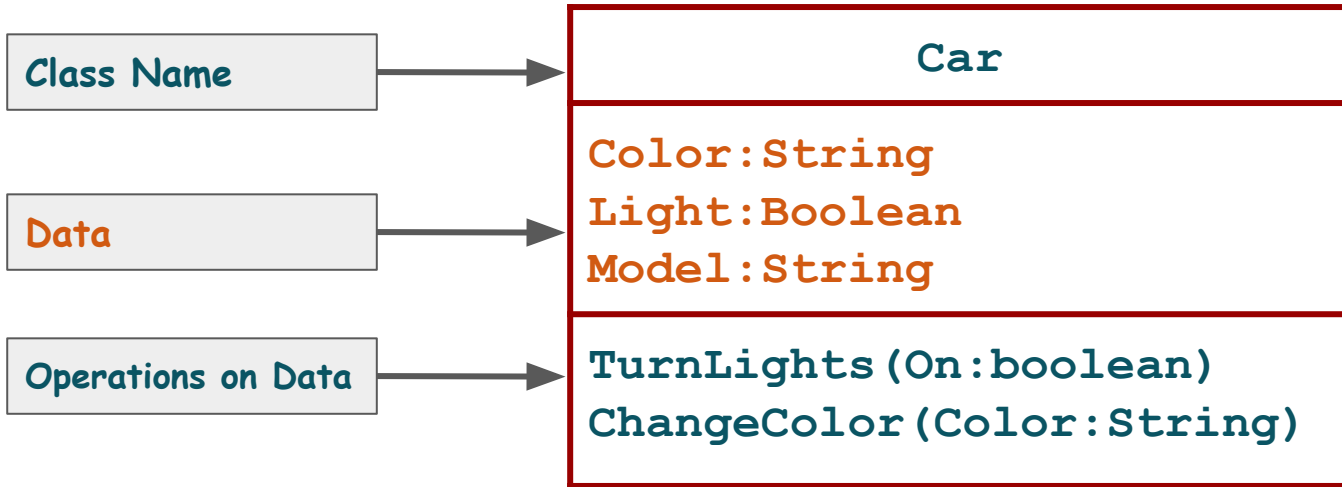 Class Name
Car
Data
Color:String
Light:Boolean
Model:String
Operations on Data
TurnLights(On:boolean)
ChangeColor(Color:String)